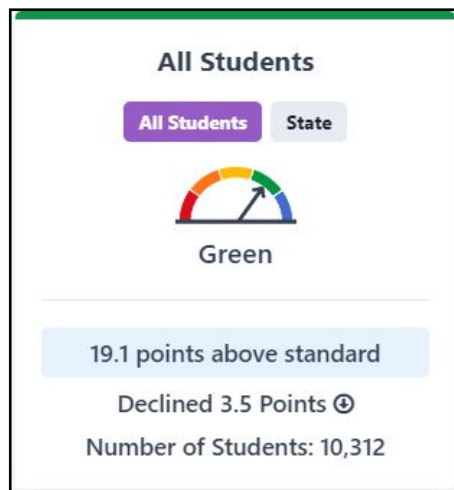 All Students
All Students State
Green
19.1 points above standard
Declined 3.5 Points
Number of Students: 10,312